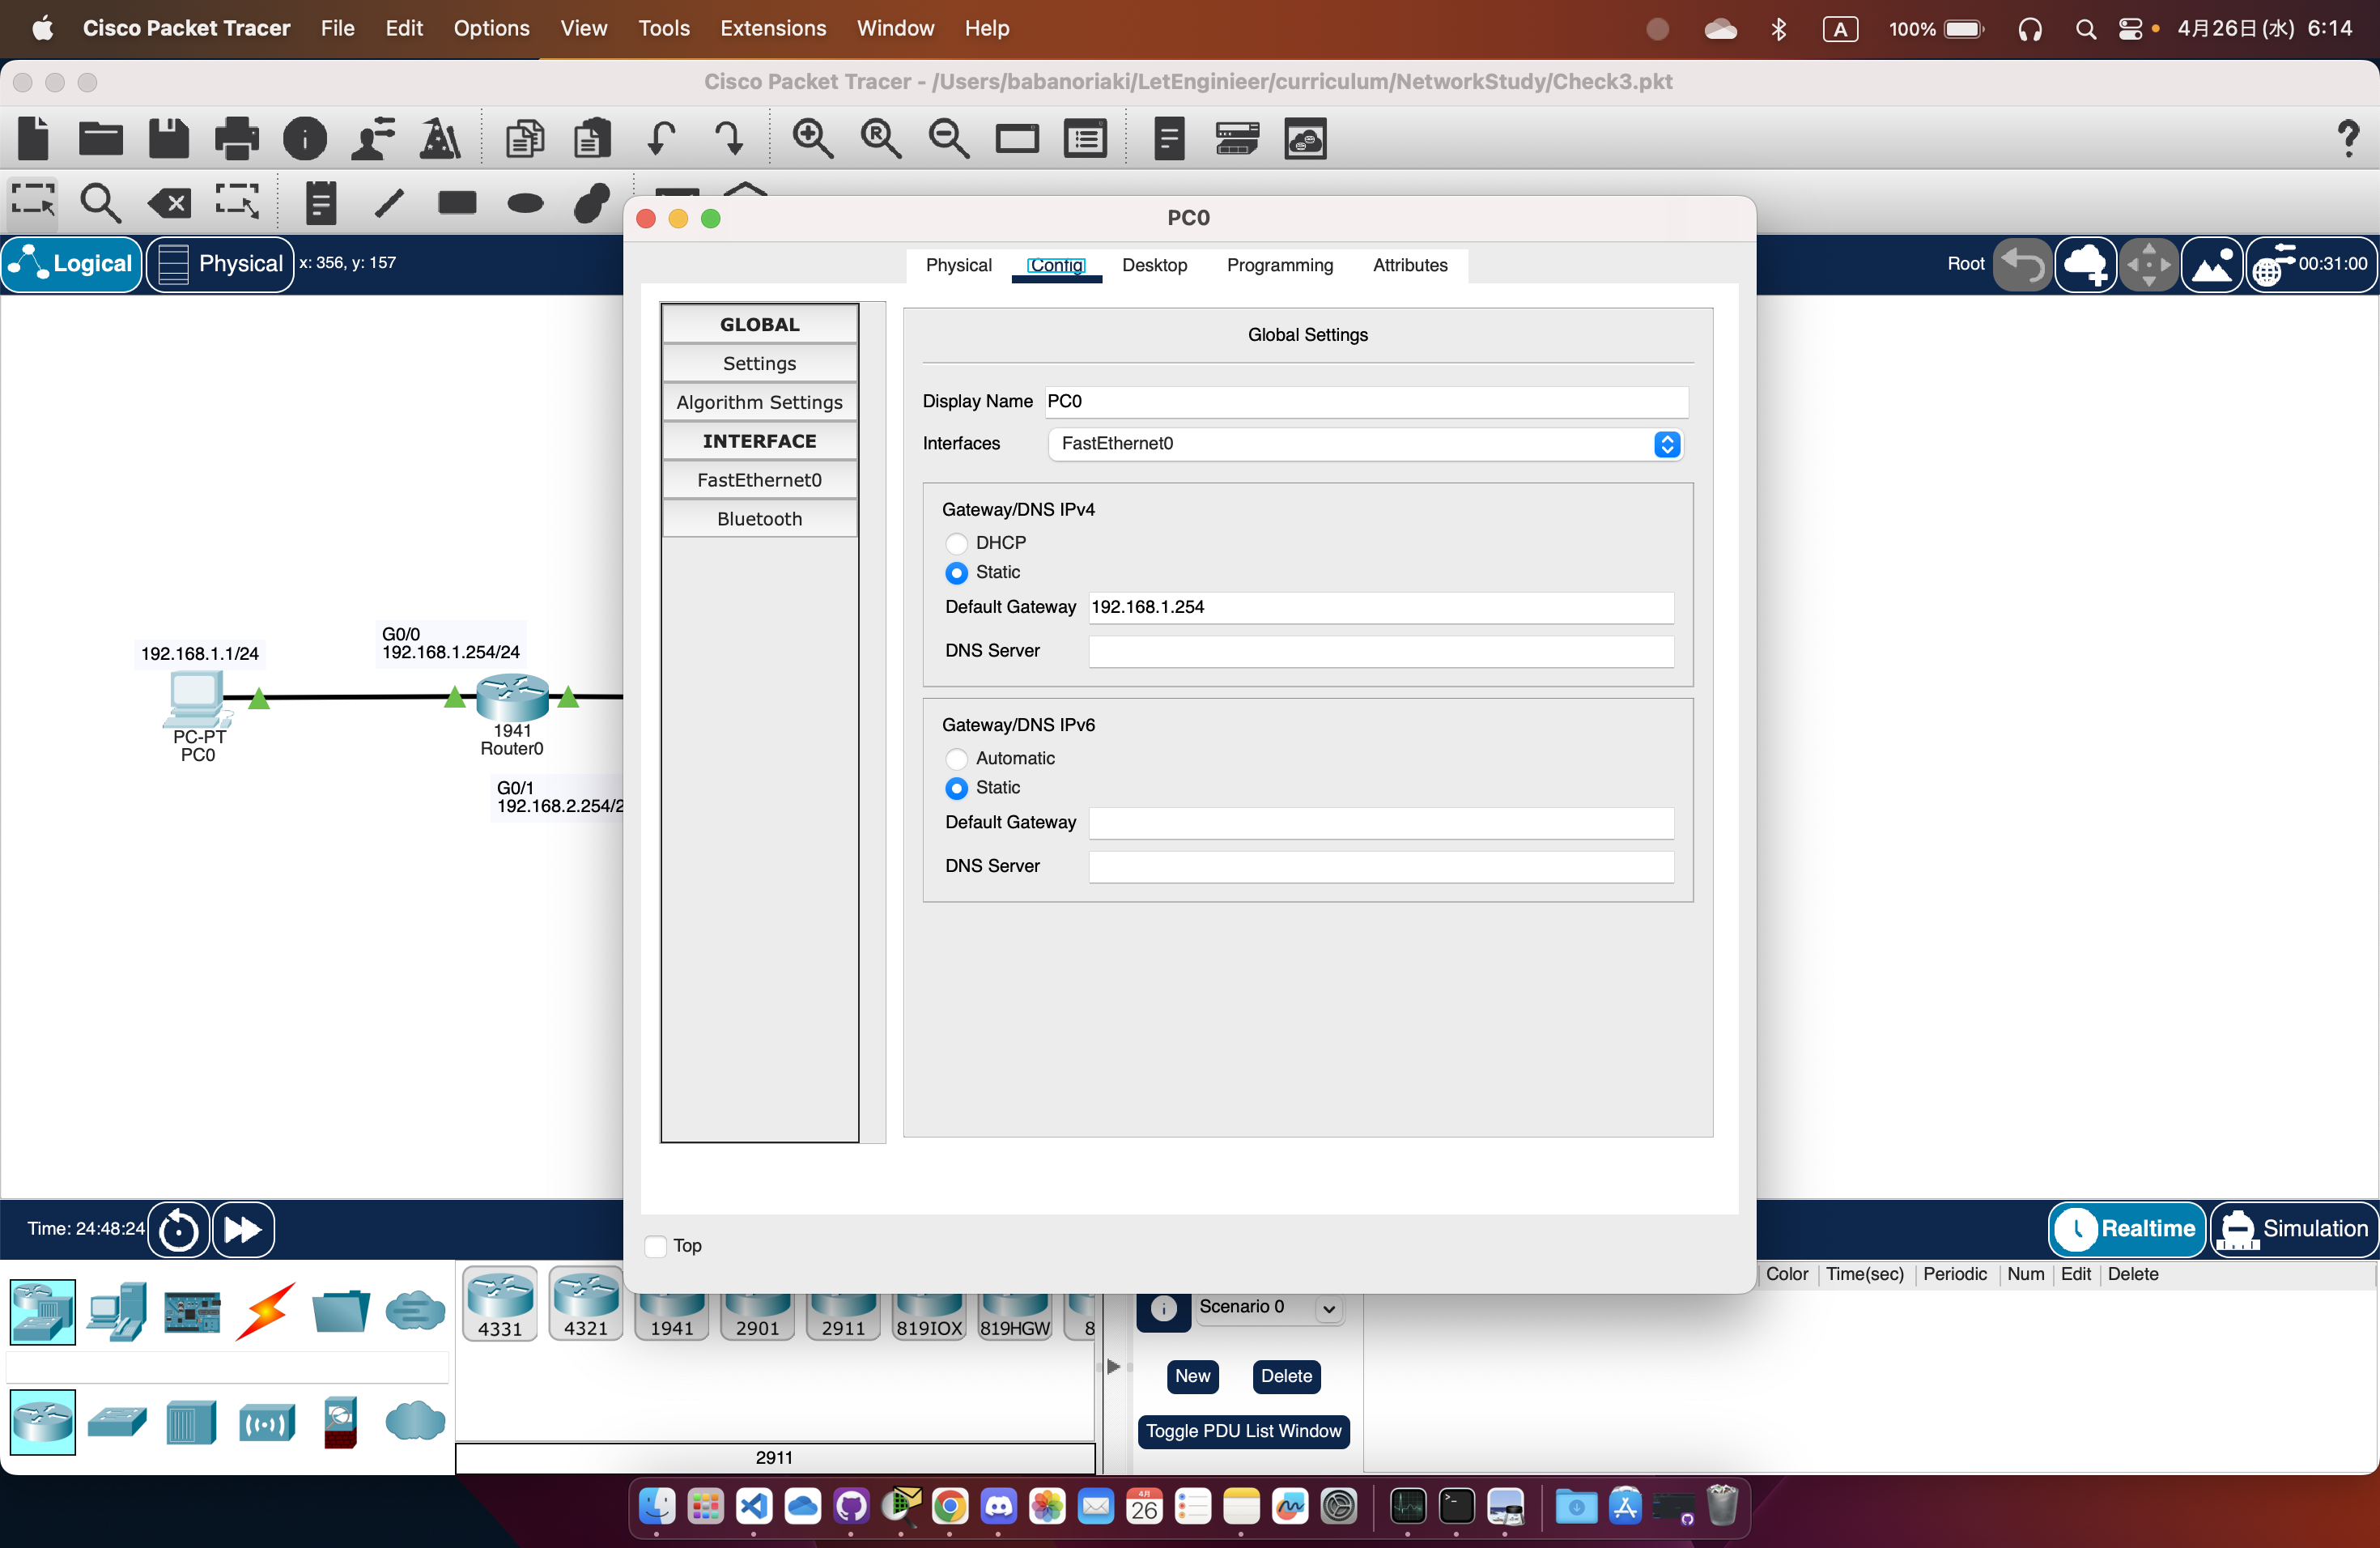 Cisco Packet Tracer File Edit Options View Tools Extensions Window Help A 100% 4月26日(水) 6:14
Cisco Packet Tracer - /Users/babanoriaki/LetEnginieer/curriculum/NetworkStudy/Check3.pkt
PC0
Logical Physical x: 356, y: 157
Root 00:31:00
Physical Config Desktop Programming Attributes
GLOBAL
Settings
Algorithm Settings
INTERFACE
FastEthernet0
Bluetooth
Global Settings
Display Name PC0
Interfaces FastEthernet0
Gateway/DNS IPv4
DHCP
Static
Default Gateway 192.168.1.254
DNS Server
Gateway/DNS IPv6
Automatic
Static
Default Gateway
DNS Server
Top
192.168.1.1/24
PC-PT
PC0
G0/0
192.168.1.254/24
1941
Router0
G0/1
192.168.2.254/2
Time: 24:48:24
Realtime Simulation
4331 4321 1941 2901 2911 819IOX 819HGW 8
2911
Scenario 0
New Delete
Toggle PDU List Window
Color Time(sec) Periodic Num Edit Delete
4月
26